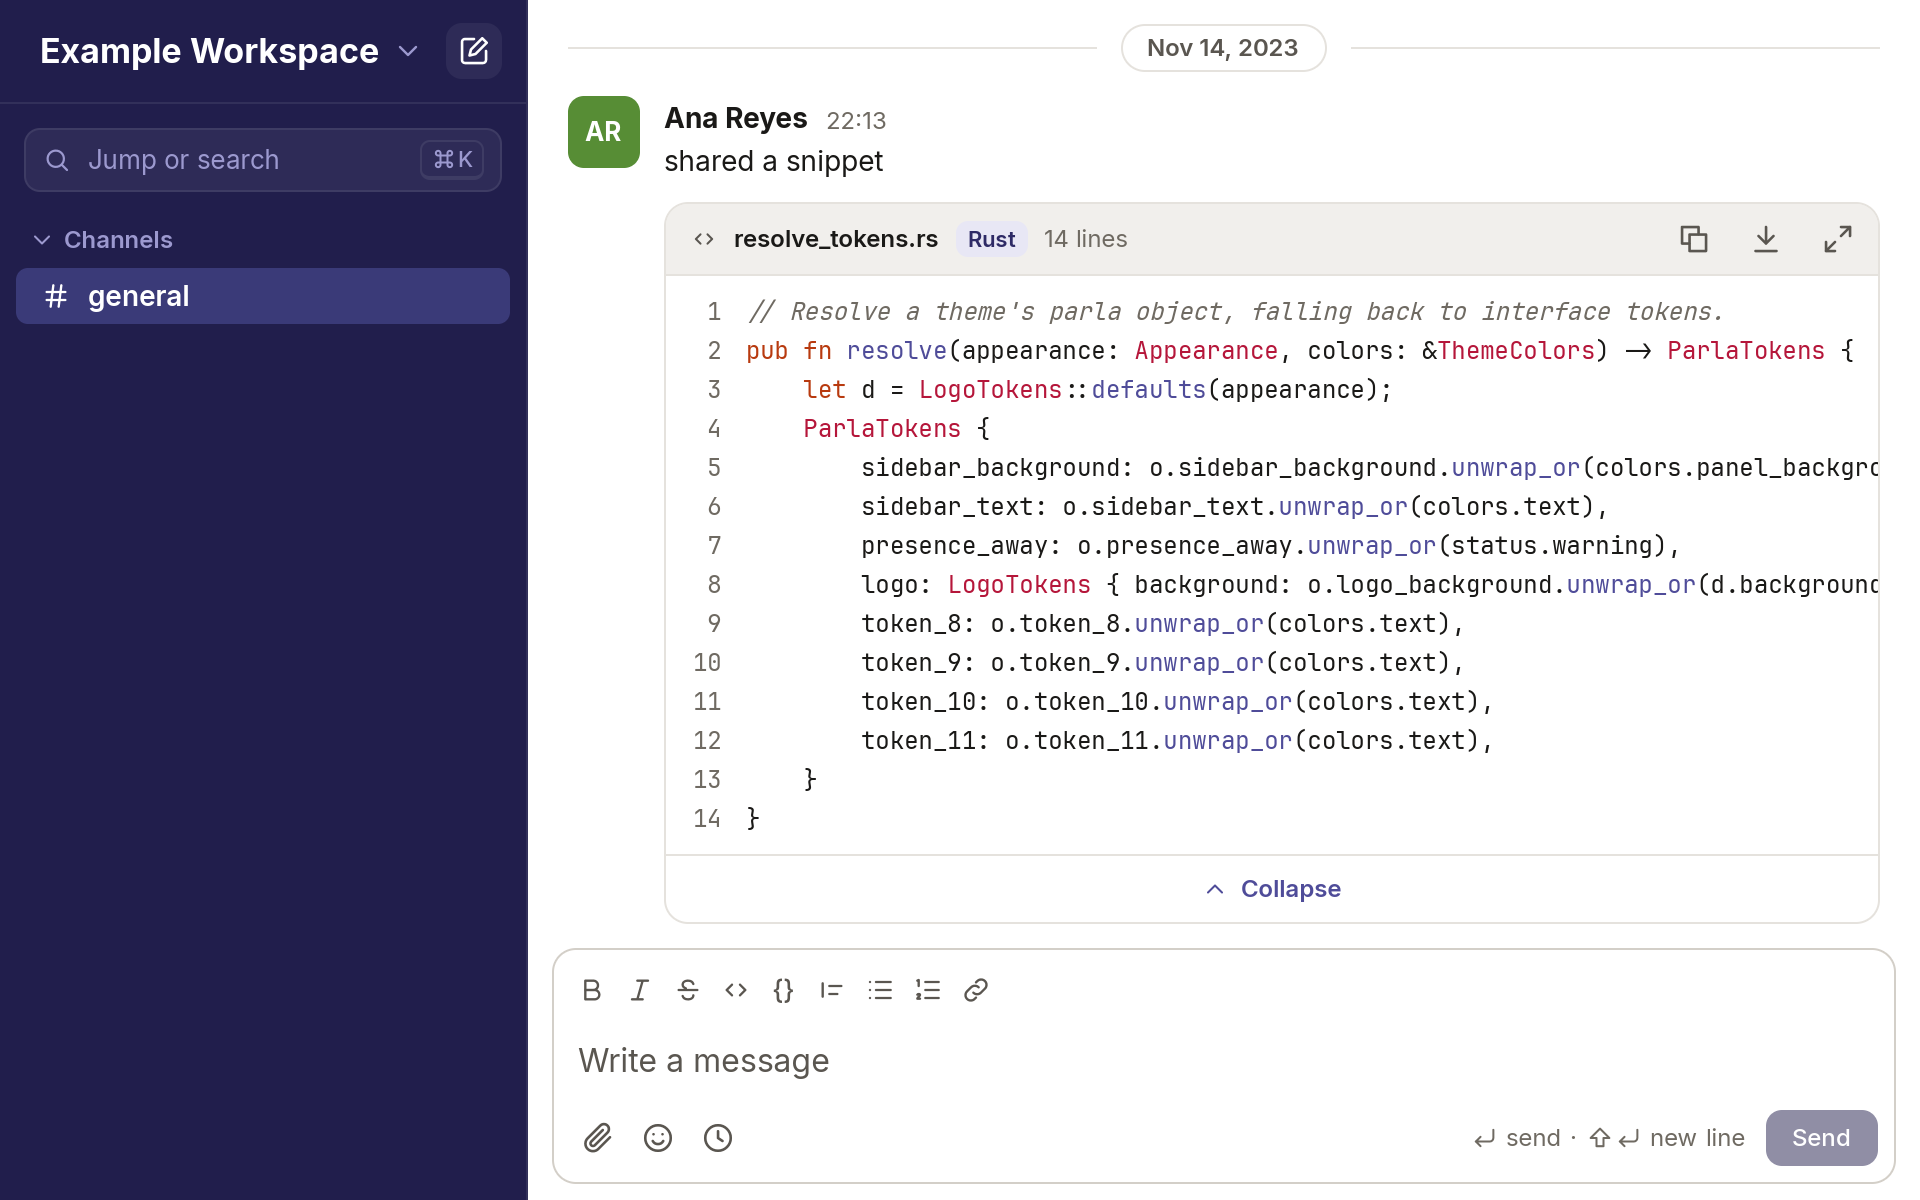 Example Workspace
Jump or search
⌘K
Channels
# general
Nov 14, 2023
AR
Ana Reyes 22:13
shared a snippet
resolve_tokens.rs Rust 14 lines
1 // Resolve a theme's parla object, falling back to interface tokens.
2 pub fn resolve(appearance: Appearance, colors: &ThemeColors) -> ParlaTokens {
3     let d = LogoTokens::defaults(appearance);
4     ParlaTokens {
5         sidebar_background: o.sidebar_background.unwrap_or(colors.panel_backgro
6         sidebar_text: o.sidebar_text.unwrap_or(colors.text),
7         presence_away: o.presence_away.unwrap_or(status.warning),
8         logo: LogoTokens { background: o.logo_background.unwrap_or(d.background
9         token_8: o.token_8.unwrap_or(colors.text),
10         token_9: o.token_9.unwrap_or(colors.text),
11         token_10: o.token_10.unwrap_or(colors.text),
12         token_11: o.token_11.unwrap_or(colors.text),
13     }
14 }
Collapse
Write a message
send · new line
Send